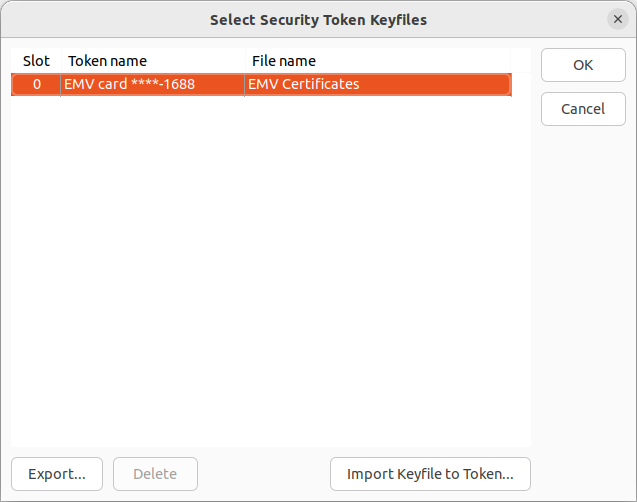 Select Security Token Keyfiles
Slot Token name File name
0 EMV card ****-1688 EMV Certificates
OK
Cancel
Export... Delete Import Keyfile to Token...